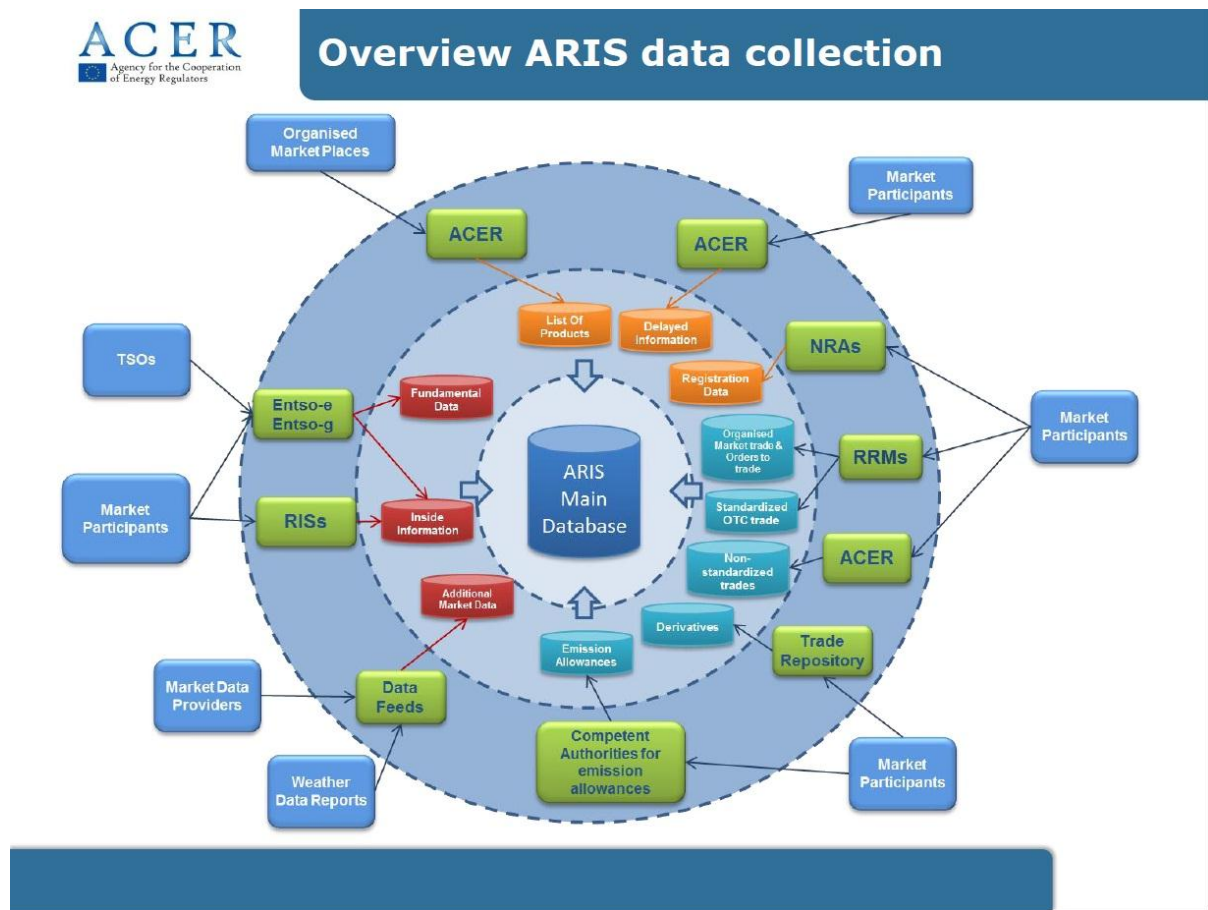 ACER
Agency for the Cooperation
of Energy Regulators
Overview ARIS data collection
Organised
Market Places
Market
Participants
ACER
ACER
List Of
Products
Delayed
Information
TSOs
NRAs
Registration
Data
Fundamental
Data
Entso-e
Entso-g
Market
Participants
Organised
Market trade &
Orders to
trade
RRMs
ARIS
Main
Database
Market
Participants
RISs
Inside
Information
Standardized
OTC trade
Non-
standardized
trades
ACER
Additional
Market Data
Derivatives
Trade
Repository
Emission
Allowances
Market Data
Providers
Data
Feeds
Competent
Authorities for
emission
allowances
Market
Participants
Weather
Data Reports